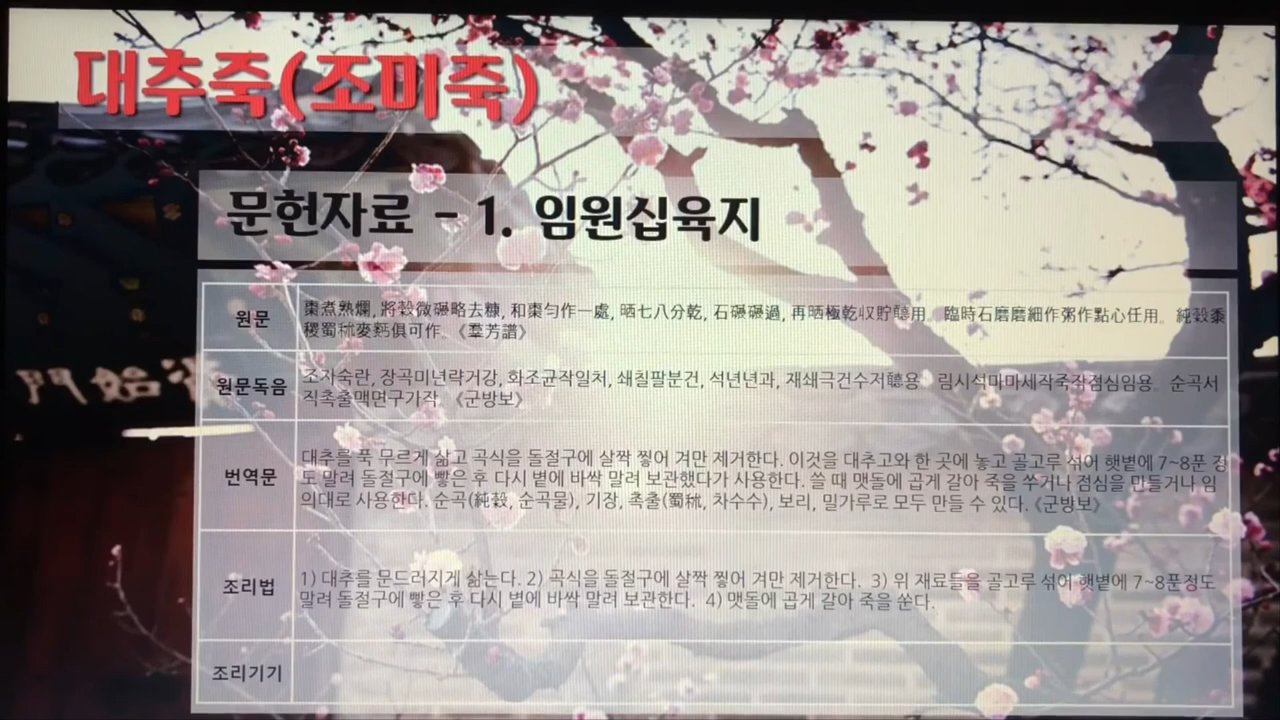 대추죽(조미죽)
문헌자료 - 1. 임원십육지
원문
棗煮熟爛, 將穀微碾略去糠, 和棗勻作一處, 晒七八分乾, 石碾碾過, 再晒極乾収貯聽用。 臨時石磨磨細作粥作點心任用。純穀黍
稷蜀秫麥麪俱可作。《羣芳譜》
원문독음
조자숙란, 장곡미년략거강, 화조균작일처, 쇄칠팔분건, 석년년과, 재쇄극건수저聽용。 림시석마마세작죽작점심임용。순곡서
직촉출맥면구가작。《군방보》
번역문
대추를 푹 무르게 삶고 곡식을 돌절구에 살짝 찧어 겨만 제거한다. 이것을 대추고와 한 곳에 놓고 골고루 섞어 햇볕에 7~8푼 정
도 말려 돌절구에 빻은 후 다시 볕에 바싹 말려 보관했다가 사용한다. 쓸 때 맷돌에 곱게 갈아 죽을 쑤거나 점심을 만들거나 임
의대로 사용한다. 순곡(純穀, 순곡물), 기장, 촉출(蜀秫, 차수수), 보리, 밀가루로 모두 만들 수 있다.《군방보》
조리법
1) 대추를 문드러지게 삶는다. 2) 곡식을 돌절구에 살짝 찧어 겨만 제거한다. 3) 위 재료들을 골고루 섞어 햇볕에 7~8푼정도
말려 돌절구에 빻은 후 다시 볕에 바싹 말려 보관한다. 4) 맷돌에 곱게 갈아 죽을 쑨다.
조리기기